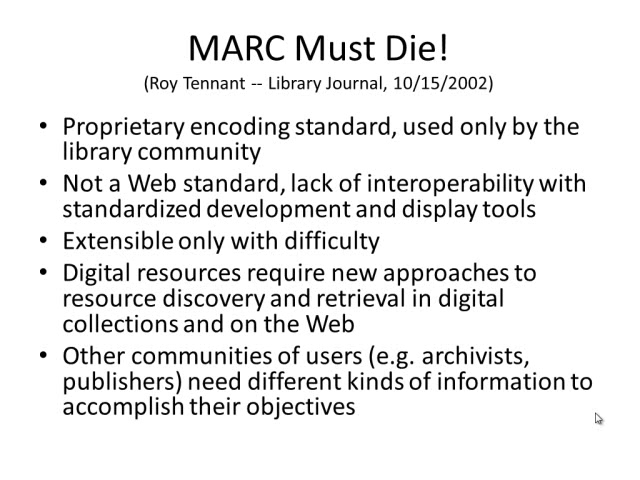 MARC Must Die!
(Roy Tennant -- Library Journal, 10/15/2002)
• Proprietary encoding standard, used only by the
library community
• Not a Web standard, lack of interoperability with
standardized development and display tools
• Extensible only with difficulty
• Digital resources require new approaches to
resource discovery and retrieval in digital
collections and on the Web
• Other communities of users (e.g. archivists,
publishers) need different kinds of information to
accomplish their objectives